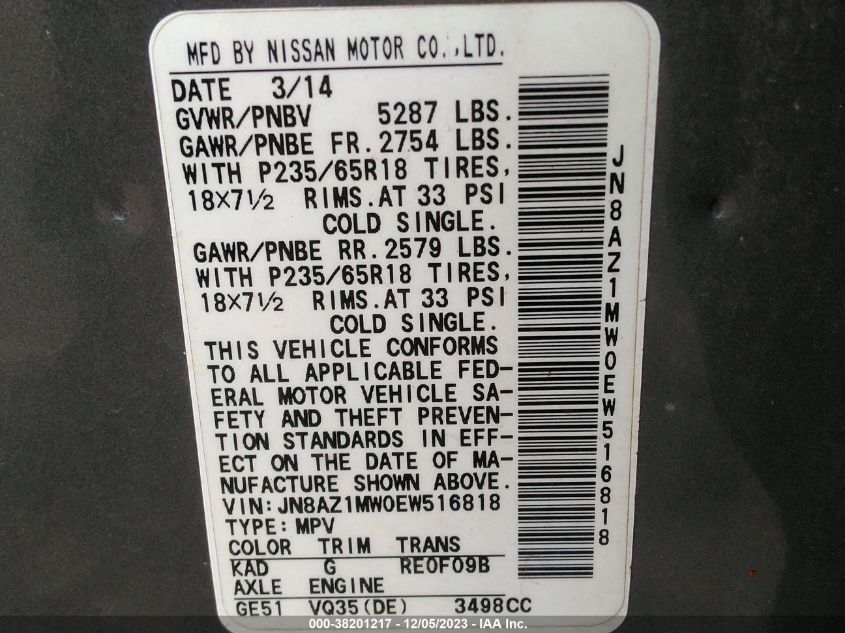 MFD BY NISSAN MOTOR CO.,LTD.
DATE 3/14
GVWR/PNBV 5287 LBS.
GAWR/PNBE FR.2754 LBS.
WITH P235/65R18 TIRES,
18×7½ RIMS.AT 33 PSI
COLD SINGLE.
GAWR/PNBE RR.2579 LBS.
WITH P235/65R18 TIRES,
18×7½ RIMS.AT 33 PSI
COLD SINGLE.
THIS VEHICLE CONFORMS
TO ALL APPLICABLE FED-
ERAL MOTOR VEHICLE SA-
FETY AND THEFT PREVEN-
TION STANDARDS IN EFF-
ECT ON THE DATE OF MA-
NUFACTURE SHOWN ABOVE.
VIN:JN8AZ1MW0EW516818
TYPE:MPV
COLOR TRIM TRANS
KAD G RE0F09B
AXLE ENGINE
GE51 VQ35(DE) 3498CC
JN8AZ1MW0EW516818
000-38201217 - 12/05/2023 - IAA Inc.